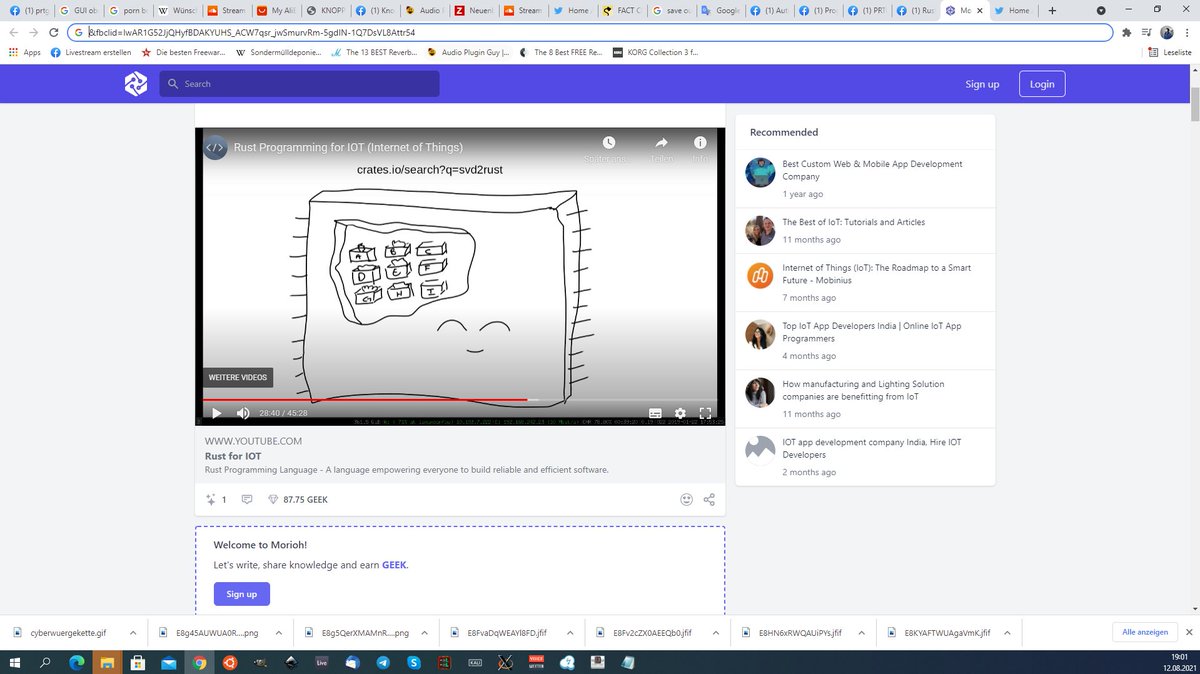 (1) prtg
GUI ob
porn b
Wünsc
Stream
My Ali
KNOPP
(1) Kno
Audio
Neuen
Stream
Home
FACT C
save ou
Google
(1) Aut
(1) Pro
(1) PRT
(1) Rus
Mo
Home
&fbclid=IwAR1G52JjQHyfBDAKYUHS_ACW7qsr_jwSmurvRm-5gdIN-1Q7DsVL8Attr54
Apps
Livestream erstellen
Die besten Freewar...
Sondermülldeponie...
The 13 BEST Reverb...
Audio Plugin Guy |...
The 8 Best FREE Re...
KORG Collection 3 f...
Leseliste
Search
Sign up
Login
Rust Programming for IOT (Internet of Things)
Später ans...
Teilen
Info
crates.io/search?q=svd2rust
A B C
D E F
G H I
WEITERE VIDEOS
28:40 / 45:28
WWW.YOUTUBE.COM
Rust for IOT
Rust Programming Language - A language empowering everyone to build reliable and efficient software.
1
87.75 GEEK
Welcome to Morioh!
Let's write, share knowledge and earn GEEK.
Sign up
Recommended
Best Custom Web & Mobile App Development
Company
1 year ago
The Best of IoT: Tutorials and Articles
11 months ago
Internet of Things (IoT): The Roadmap to a Smart
Future - Mobinius
7 months ago
Top IoT App Developers India | Online IoT App
Programmers
4 months ago
How manufacturing and Lighting Solution
companies are benefitting from IoT
11 months ago
IOT app development company India, Hire IOT
Developers
2 months ago
cyberwuergekette.gif
E8g45AUWUA0R....png
E8g5QerXMAMnR....png
E8FvaDqWEAYl8FD.jfif
E8Fv2cZX0AEEQb0.jfif
E8HN6xRWQAUiPYs.jfif
E8KYAFTWUAgaVmK.jfif
Alle anzeigen
Live
19:01
12.08.2021